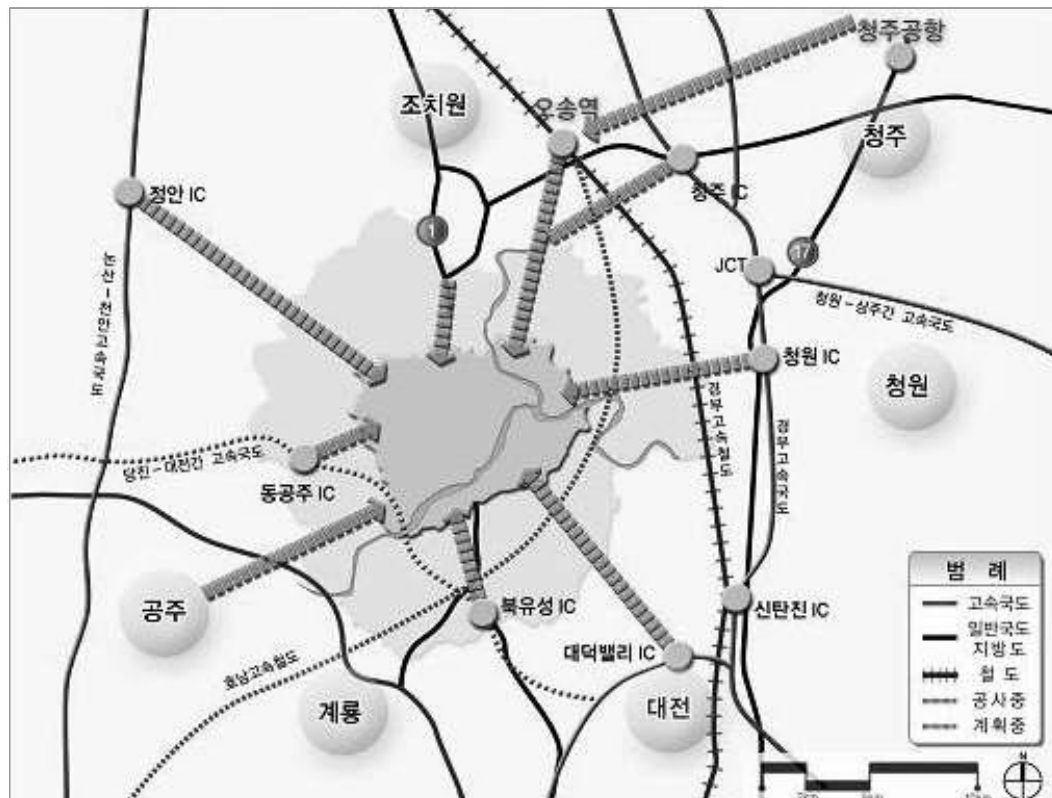 청주공항
조치원
오송역
청주
정안 IC
청주 IC
1
17
JCT
논산-천안고속국도
청원-상주간 고속국도
청원 IC
청원
경부고속철도
경부고속국도
당진-대전간 고속국도
동공주 IC
공주
북유성 IC
신탄진 IC
호남고속철도
대덕밸리 IC
계룡
대전
범 례
고속국도
일반국도
지방도
철 도
공사중
계획중
N
0